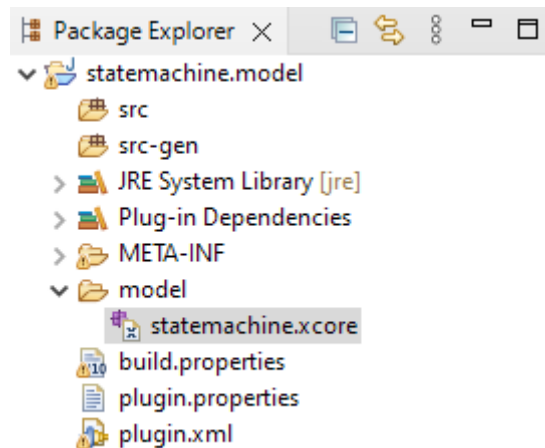 Package Explorer
statemachine.model
src
src-gen
JRE System Library [jre]
Plug-in Dependencies
META-INF
model
statemachine.xcore
build.properties
plugin.properties
plugin.xml